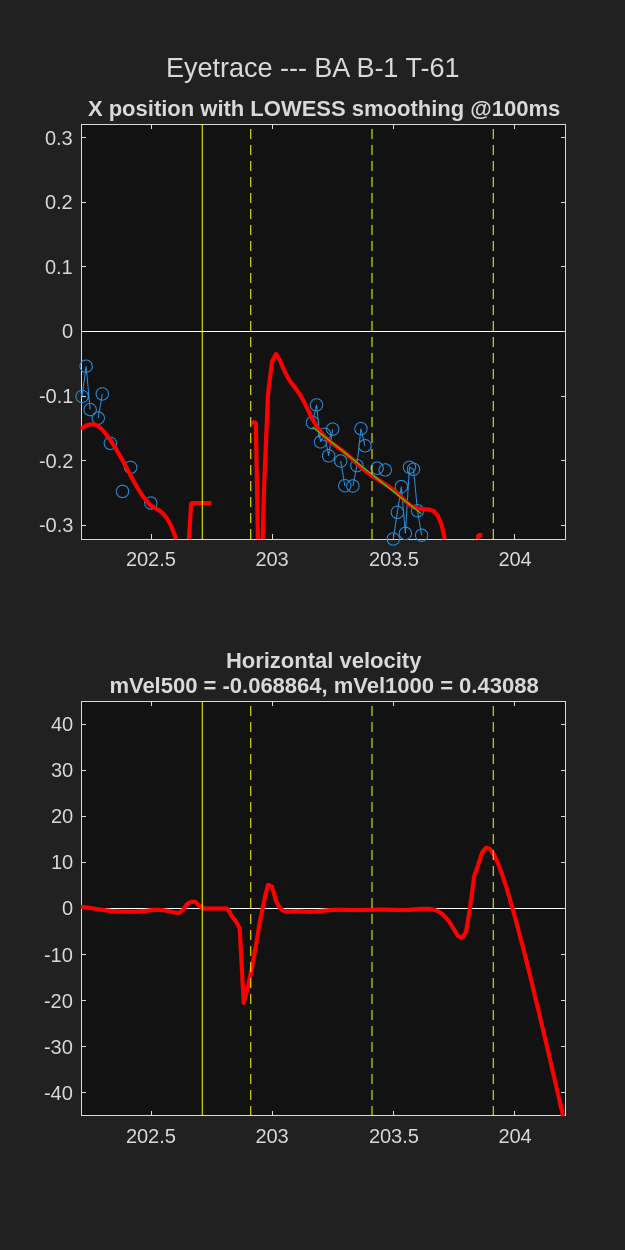 Eyetrace --- BA B-1 T-61
X position with LOWESS smoothing @100ms
0.3
0.2
0.1
0
-0.1
-0.2
-0.3
202.5 203 203.5 204
Horizontal velocity
mVel500 = -0.068864, mVel1000 = 0.43088
40
30
20
10
0
-10
-20
-30
-40
202.5 203 203.5 204